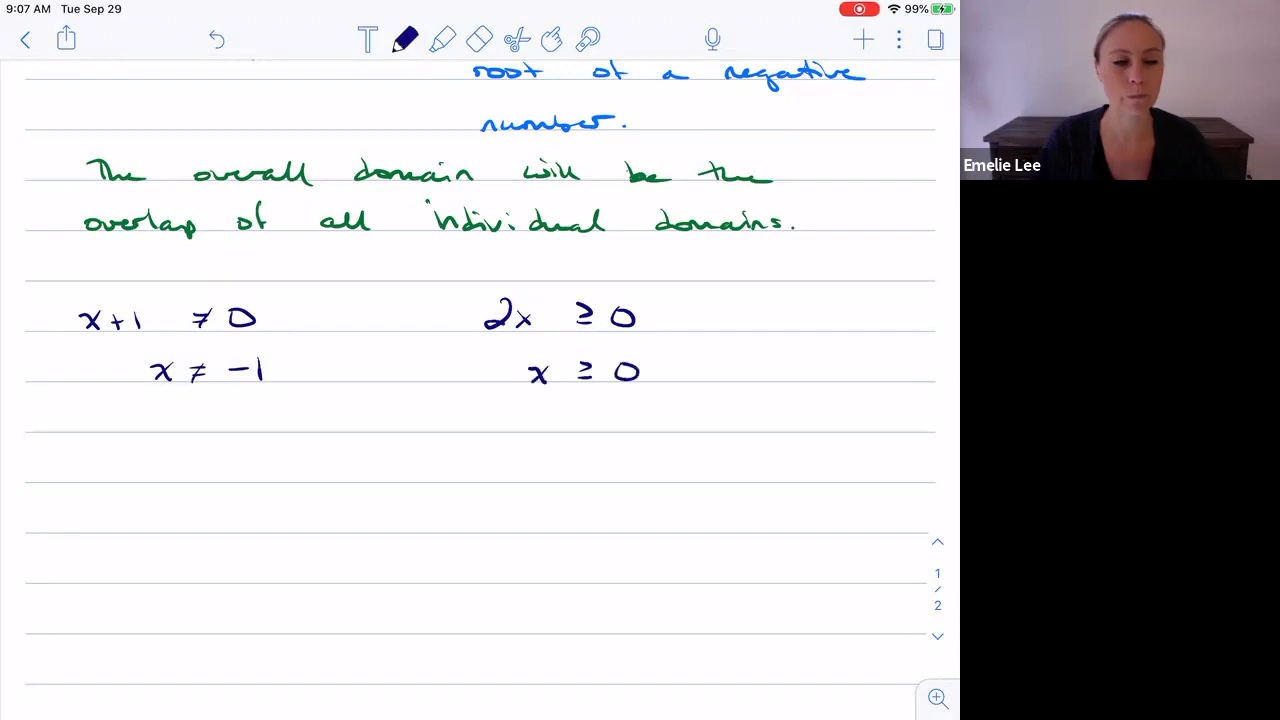 9:07 AM Tue Sep 29
99%
T
root of a negative
number.
The overall domain will be the
overlap of all individual domains.
x+1 ≠ 0
2x ≥ 0
x ≠ -1
x ≥ 0
1
/
2
Emelie Lee